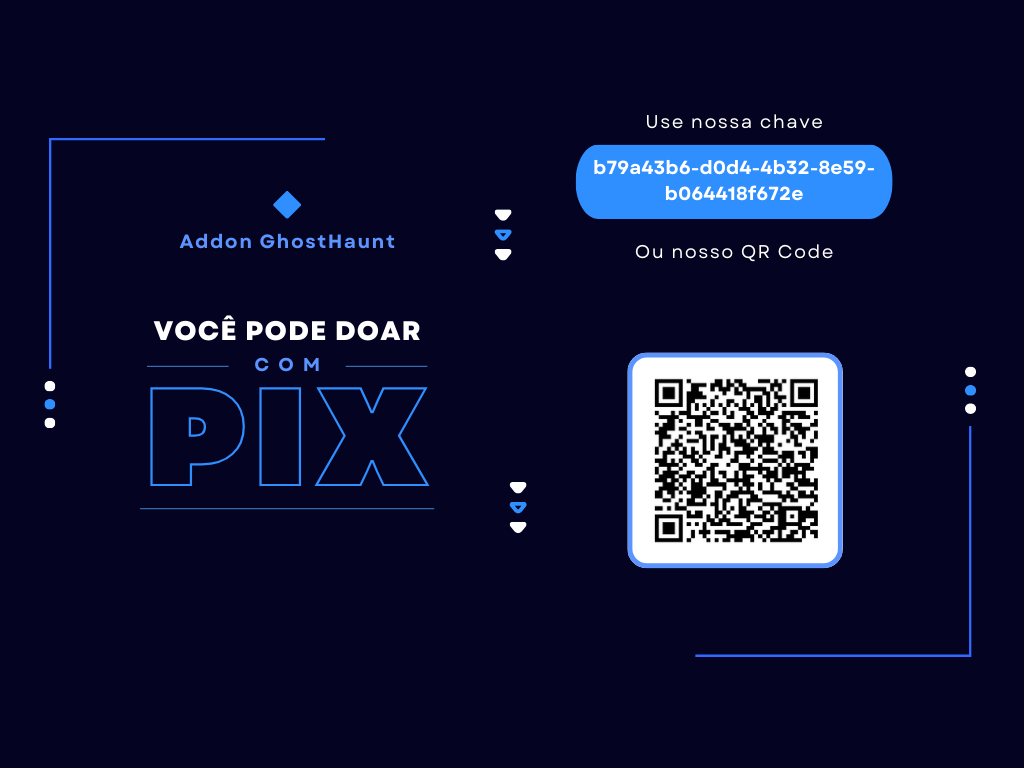 Addon GhostHaunt
VOCÊ PODE DOAR
COM
PIX
Use nossa chave
b79a43b6-d0d4-4b32-8e59-
b064418f672e
Ou nosso QR Code